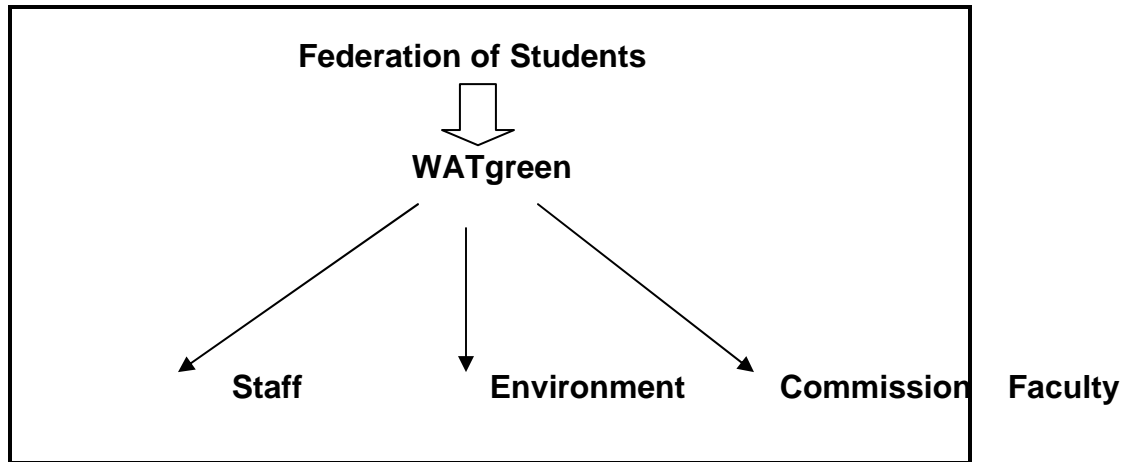 Federation of Students
WATgreen
Staff Environment Commission Faculty